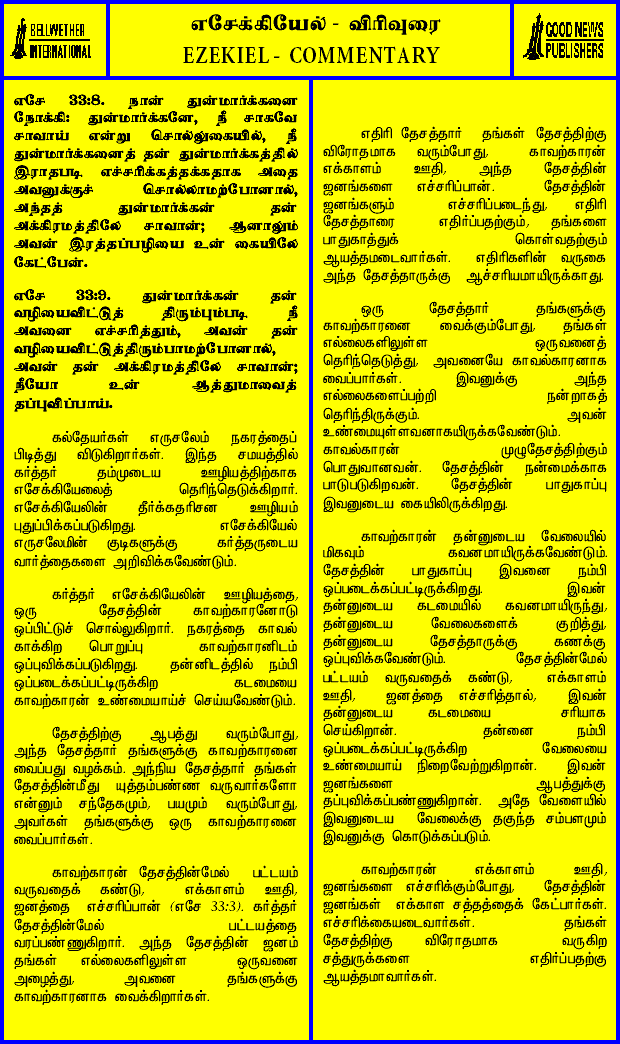 BELLWETHER
INTERNATIONAL
எசேக்கியேல் - விரிவுரை
EZEKIEL - COMMENTARY
GOOD NEWS
PUBLISHERS
எசே 33:8. நான் துன்மார்க்கனை
நோக்கி: துன்மார்க்கனே, நீ சாகவே
சாவாய் என்று சொல்லுகையில், நீ
துன்மார்க்கனைத் தன் துன்மார்க்கத்தில்
இராதபடி எச்சரிக்கத்தக்கதாக அதை
அவனுக்குச் சொல்லாமற்போனால்,
அந்தத் துன்மார்க்கன் தன்
அக்கிரமத்திலே சாவான்; ஆனாலும்
அவன் இரத்தப்பழியை உன் கையிலே
கேட்பேன்.
எசே 33:9. துன்மார்க்கன் தன்
வழியைவிட்டுத் திரும்பும்படி நீ
அவனை எச்சரித்தும், அவன் தன்
வழியைவிட்டுத்திரும்பாமற்போனால்,
அவன் தன் அக்கிரமத்திலே சாவான்;
நீயோ உன் ஆத்துமாவைத்
தப்புவிப்பாய்.
கல்தேயர்கள் எருசலேம் நகரத்தைப்
பிடித்து விடுகிறார்கள். இந்த சமயத்தில்
கர்த்தர் தம்முடைய ஊழியத்திற்காக
எசேக்கியேலைத் தெரிந்தெடுக்கிறார்.
எசேக்கியேலின் தீர்க்கதரிசன ஊழியம்
புதுப்பிக்கப்படுகிறது. எசேக்கியேல்
எருசலேமின் குடிகளுக்கு கர்த்தருடைய
வார்த்தைகளை அறிவிக்கவேண்டும்.
கர்த்தர் எசேக்கியேலின் ஊழியத்தை,
ஒரு தேசத்தின் காவற்காரனோடு
ஒப்பிட்டுச் சொல்லுகிறார். நகரத்தை காவல்
காக்கிற பொறுப்பு காவற்காரனிடம்
ஒப்புவிக்கப்படுகிறது. தன்னிடத்தில் நம்பி
ஒப்படைக்கப்பட்டிருக்கிற கடமையை
காவற்காரன் உண்மையாய்ச் செய்யவேண்டும்.
தேசத்திற்கு ஆபத்து வரும்போது,
அந்த தேசத்தார் தங்களுக்கு காவற்காரனை
வைப்பது வழக்கம். அந்நிய தேசத்தார் தங்கள்
தேசத்தின்மீது யுத்தம்பண்ண வருவார்களோ
என்னும் சந்தேகமும், பயமும் வரும்போது,
அவர்கள் தங்களுக்கு ஒரு காவற்காரனை
வைப்பார்கள்.
காவற்காரன் தேசத்தின்மேல் பட்டயம்
வருவதைக் கண்டு, எக்காளம் ஊதி,
ஜனத்தை எச்சரிப்பான் (எசே 33:3). கர்த்தர்
தேசத்தின்மேல் பட்டயத்தை
வரப்பண்ணுகிறார். அந்த தேசத்தின் ஜனம்
தங்கள் எல்லைகளிலுள்ள ஒருவனை
அழைத்து, அவனை தங்களுக்கு
காவற்காரனாக வைக்கிறார்கள்.
எதிரி தேசத்தார் தங்கள் தேசத்திற்கு
விரோதமாக வரும்போது, காவற்காரன்
எக்காளம் ஊதி, அந்த தேசத்தின்
ஜனங்களை எச்சரிப்பான். தேசத்தின்
ஜனங்களும் எச்சரிப்படைந்து, எதிரி
தேசத்தாரை எதிர்ப்பதற்கும், தங்களை
பாதுகாத்துக் கொள்வதற்கும்
ஆயத்தமடைவார்கள். எதிரிகளின் வருகை
அந்த தேசத்தாருக்கு ஆச்சரியமாயிருக்காது.
ஒரு தேசத்தார் தங்களுக்கு
காவற்காரனை வைக்கும்போது, தங்கள்
எல்லைகளிலுள்ள ஒருவனைத்
தெரிந்தெடுத்து, அவனையே காவல்காரனாக
வைப்பார்கள். இவனுக்கு அந்த
எல்லைகளைப்பற்றி நன்றாகத்
தெரிந்திருக்கும். அவன்
உண்மையுள்ளவனாகயிருக்கவேண்டும்.
காவல்காரன் முழுதேசத்திற்கும்
பொதுவானவன். தேசத்தின் நன்மைக்காக
பாடுபடுகிறவன். தேசத்தின் பாதுகாப்பு
இவனுடைய கையிலிருக்கிறது.
காவற்காரன் தன்னுடைய வேலையில்
மிகவும் கவனமாயிருக்கவேண்டும்.
தேசத்தின் பாதுகாப்பு இவனை நம்பி
ஒப்படைக்கப்பட்டிருக்கிறது. இவன்
தன்னுடைய கடமையில் கவனமாயிருந்து,
தன்னுடைய வேலைகளைக் குறித்து,
தன்னுடைய தேசத்தாருக்கு கணக்கு
ஒப்புவிக்கவேண்டும். தேசத்தின்மேல்
பட்டயம் வருவதைக் கண்டு, எக்காளம்
ஊதி, ஜனத்தை எச்சரித்தால், இவன்
தன்னுடைய கடமையை சரியாக
செய்கிறான். தன்னை நம்பி
ஒப்படைக்கப்பட்டிருக்கிற வேலையை
உண்மையாய் நிறைவேற்றுகிறான். இவன்
ஜனங்களை ஆபத்துக்கு
தப்புவிக்கப்பண்ணுகிறான். அதே வேளையில்
இவனுடைய வேலைக்கு தகுந்த சம்பளமும்
இவனுக்கு கொடுக்கப்படும்.
காவற்காரன் எக்காளம் ஊதி,
ஜனங்களை எச்சரிக்கும்போது, தேசத்தின்
ஜனங்கள் எக்காள சத்தத்தைக் கேட்பார்கள்.
எச்சரிக்கையடைவார்கள். தங்கள்
தேசத்திற்கு விரோதமாக வருகிற
சத்துருக்களை எதிர்ப்பதற்கு
ஆயத்தமாவார்கள்.